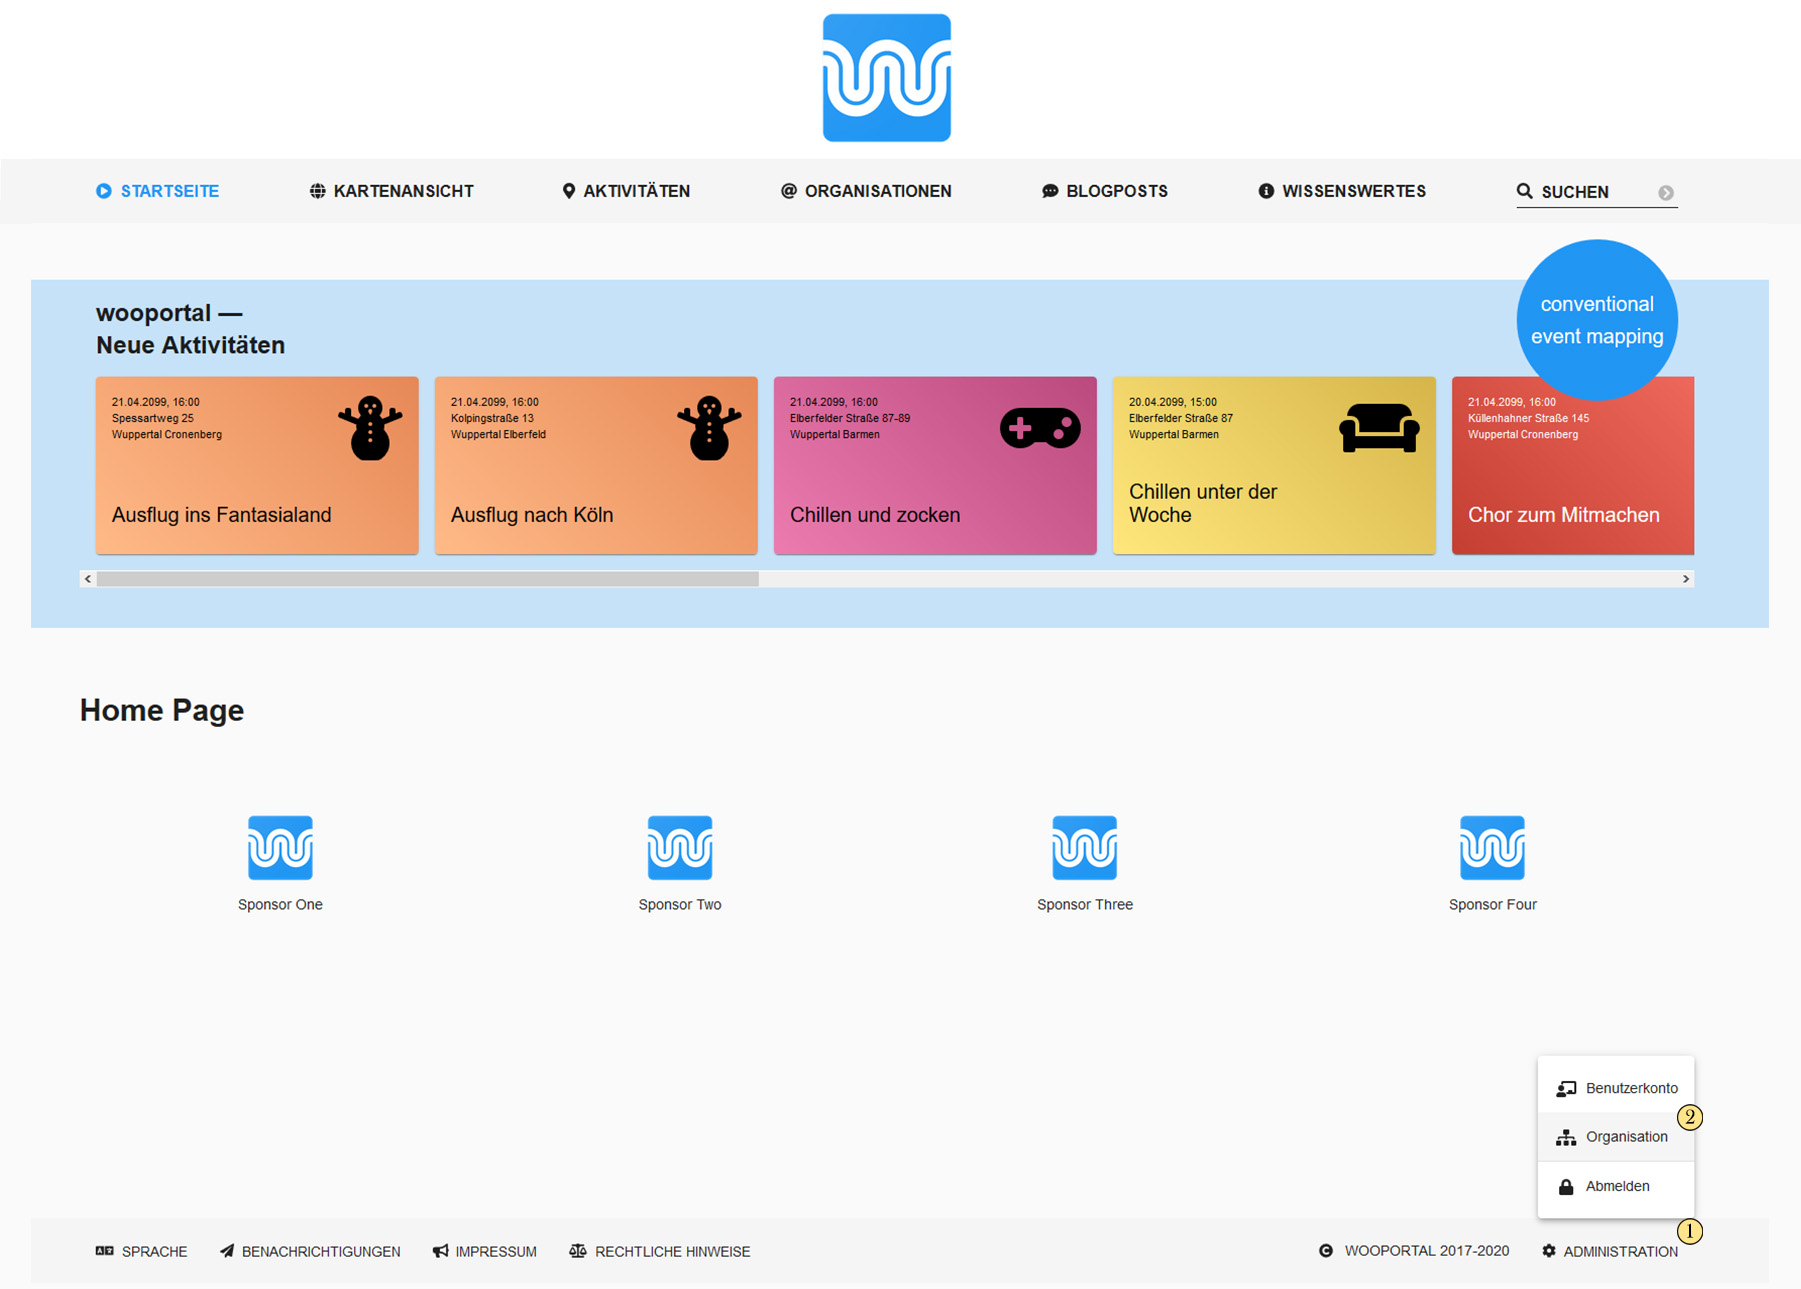 STARTSEITE
KARTENANSICHT
AKTIVITÄTEN
ORGANISATIONEN
BLOGPOSTS
WISSENSWERTES
SUCHEN
conventional
event mapping
wooportal —
Neue Aktivitäten
21.04.2099, 16:00
Spessartweg 25
Wuppertal Cronenberg
Ausflug ins Fantasialand
21.04.2099, 16:00
Kolpingstraße 13
Wuppertal Elberfeld
Ausflug nach Köln
21.04.2099, 16:00
Elberfelder Straße 87-89
Wuppertal Barmen
Chillen und zocken
20.04.2099, 15:00
Elberfelder Straße 87
Wuppertal Barmen
Chillen unter der
Woche
21.04.2099, 16:00
Küllenhahner Straße 145
Wuppertal Cronenberg
Chor zum Mitmachen
Home Page
Sponsor One
Sponsor Two
Sponsor Three
Sponsor Four
Benutzerkonto
2
Organisation
Abmelden
1
SPRACHE
BENACHRICHTIGUNGEN
IMPRESSUM
RECHTLICHE HINWEISE
WOOPORTAL 2017-2020
ADMINISTRATION